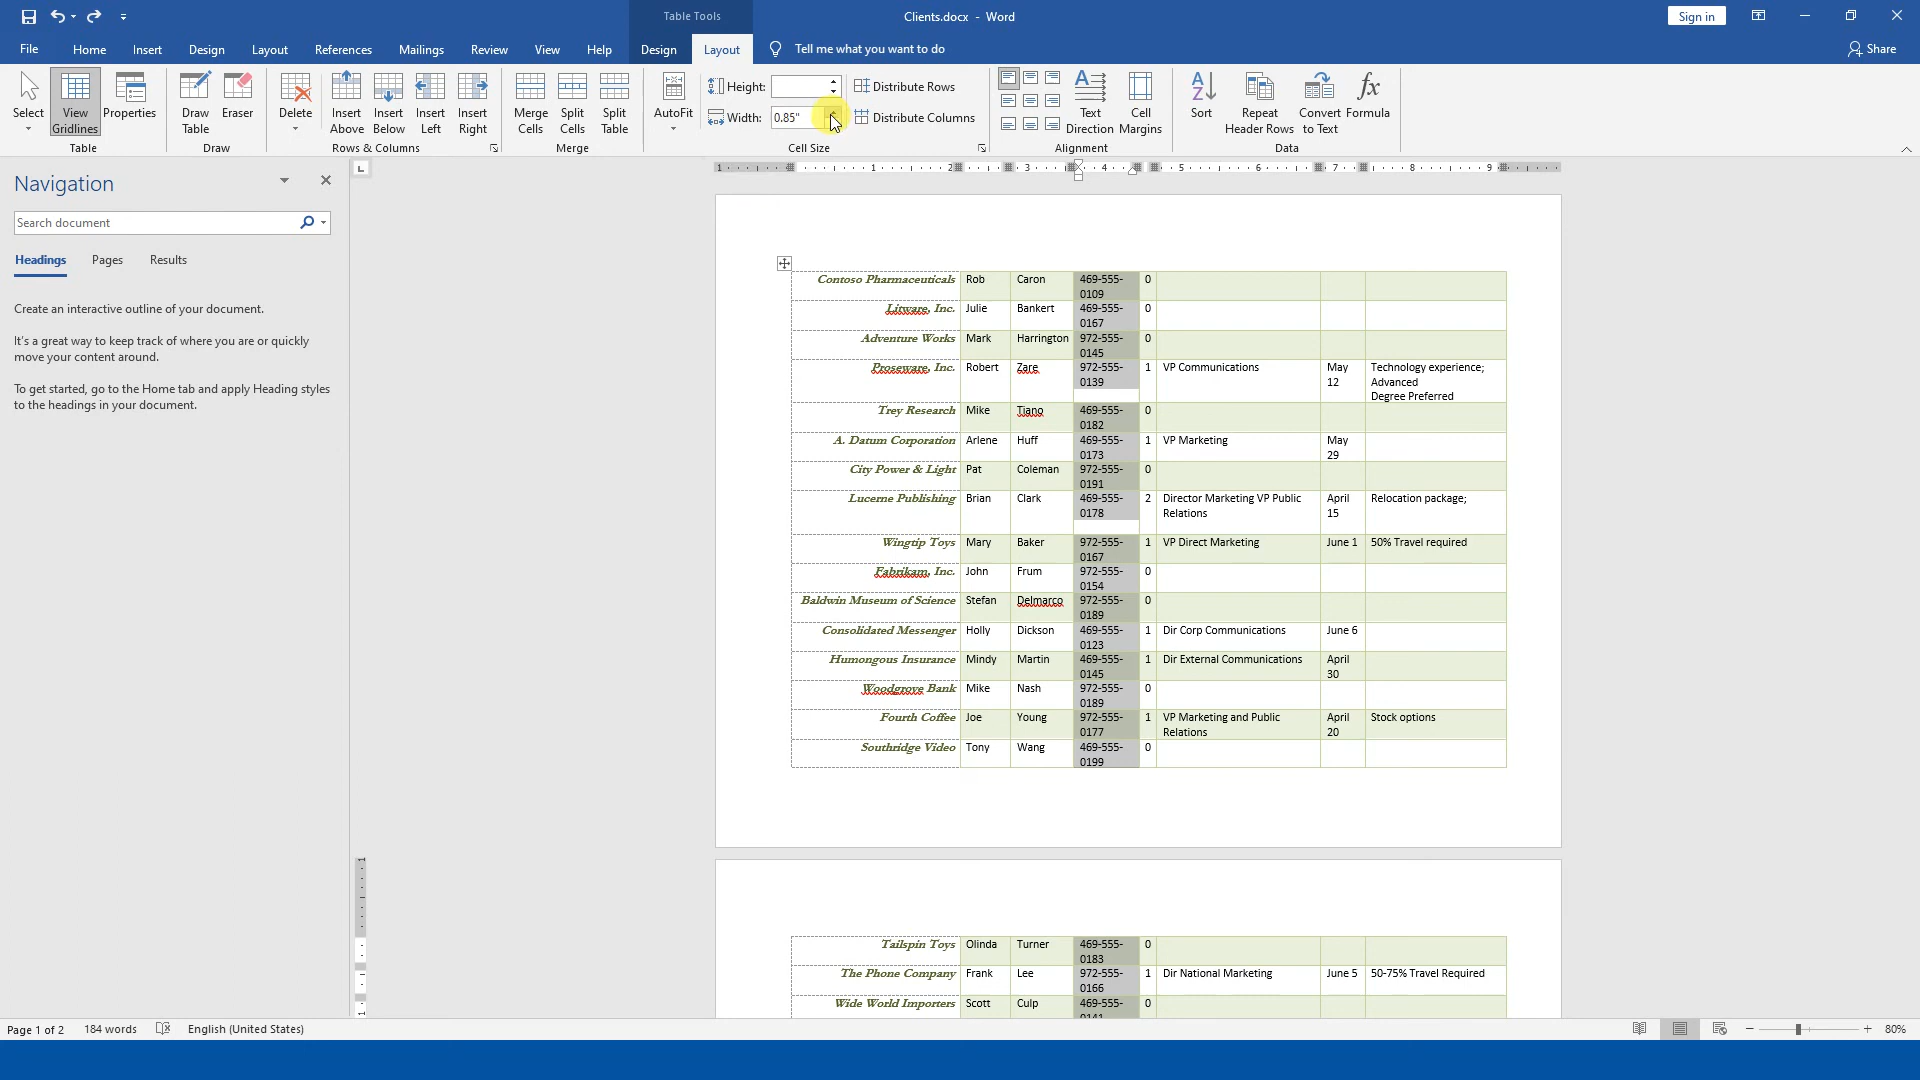 Table Tools
Clients.docx - Word
Sign in
File Home Insert Design Layout References Mailings Review View Help Design Layout Tell me what you want to do Share
Select View Gridlines Properties Draw Table Eraser Delete Insert Above Insert Below Insert Left Insert Right Merge Cells Split Cells Split Table AutoFit Height: Width: 0.85" Distribute Rows Distribute Columns Text Direction Cell Margins Sort Repeat Header Rows Convert to Text Formula
Table Draw Rows & Columns Merge Cell Size Alignment Data
1 1 2 3 4 5 6 7 8 9
Navigation
Search document
Headings Pages Results
Create an interactive outline of your document.
It's a great way to keep track of where you are or quickly
move your content around.
To get started, go to the Home tab and apply Heading styles
to the headings in your document.
Contoso Pharmaceuticals Rob Caron 469-555-0109 0
Litware, Inc. Julie Bankert 469-555-0167 0
Adventure Works Mark Harrington 972-555-0145 0
Proseware, Inc. Robert Zare 972-555-0139 1 VP Communications May 12 Technology experience; Advanced Degree Preferred
Trey Research Mike Tiano 469-555-0182 0
A. Datum Corporation Arlene Huff 469-555-0173 1 VP Marketing May 29
City Power & Light Pat Coleman 972-555-0191 0
Lucerne Publishing Brian Clark 469-555-0178 2 Director Marketing VP Public Relations April 15 Relocation package;
Wingtip Toys Mary Baker 972-555-0167 1 VP Direct Marketing June 1 50% Travel required
Fabrikam, Inc. John Frum 972-555-0154 0
Baldwin Museum of Science Stefan Delmarco 972-555-0189 0
Consolidated Messenger Holly Dickson 469-555-0123 1 Dir Corp Communications June 6
Humongous Insurance Mindy Martin 469-555-0145 1 Dir External Communications April 30
Woodgrove Bank Mike Nash 972-555-0189 0
Fourth Coffee Joe Young 972-555-0177 1 VP Marketing and Public Relations April 20 Stock options
Southridge Video Tony Wang 469-555-0199 0
Tailspin Toys Olinda Turner 469-555-0183 0
The Phone Company Frank Lee 972-555-0166 1 Dir National Marketing June 5 50-75% Travel Required
Wide World Importers Scott Culp 469-555-0141 0
Page 1 of 2 184 words English (United States) 80%